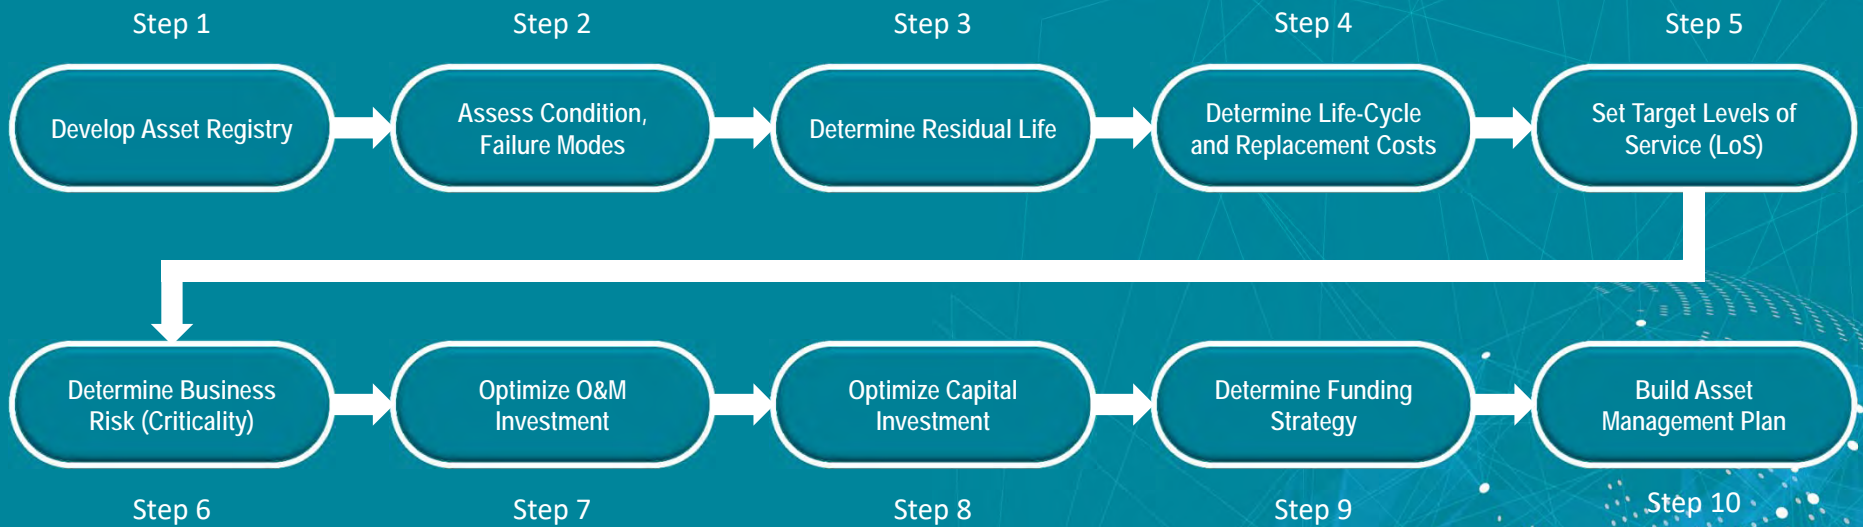 Step 1
Step 2
Step 3
Step 4
Step 5
Develop Asset Registry
Assess Condition,
Failure Modes
Determine Residual Life
Determine Life-Cycle
and Replacement Costs
Set Target Levels of
Service (LoS)
Determine Business
Risk (Criticality)
Optimize O&M
Investment
Optimize Capital
Investment
Determine Funding
Strategy
Build Asset
Management Plan
Step 6
Step 7
Step 8
Step 9
Step 10